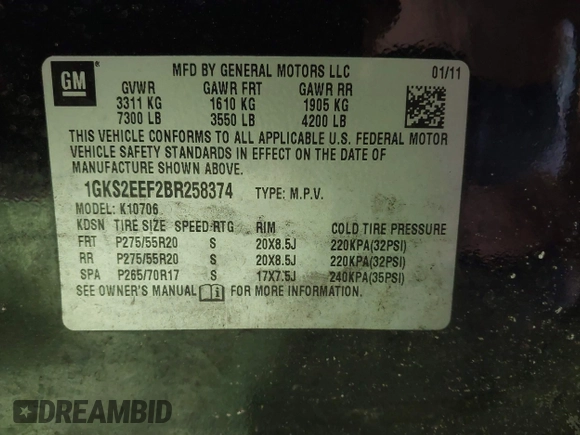 GM ®
MFD BY GENERAL MOTORS LLC 01/11
GVWR GAWR FRT GAWR RR
3311 KG 1610 KG 1905 KG
7300 LB 3550 LB 4200 LB
THIS VEHICLE CONFORMS TO ALL APPLICABLE U.S. FEDERAL MOTOR
VEHICLE SAFETY STANDARDS IN EFFECT ON THE DATE OF
MANUFACTURE SHOWN ABOVE.
1GKS2EEF2BR258374 TYPE: M.P.V.
MODEL: K10706
KDSN TIRE SIZE SPEED RTG RIM COLD TIRE PRESSURE
FRT P275/55R20 S 20X8.5J 220KPA(32PSI)
RR P275/55R20 S 20X8.5J 220KPA(32PSI)
SPA P265/70R17 S 17X7.5J 240KPA(35PSI)
SEE OWNER'S MANUAL FOR MORE INFORMATION.
DREAMBID